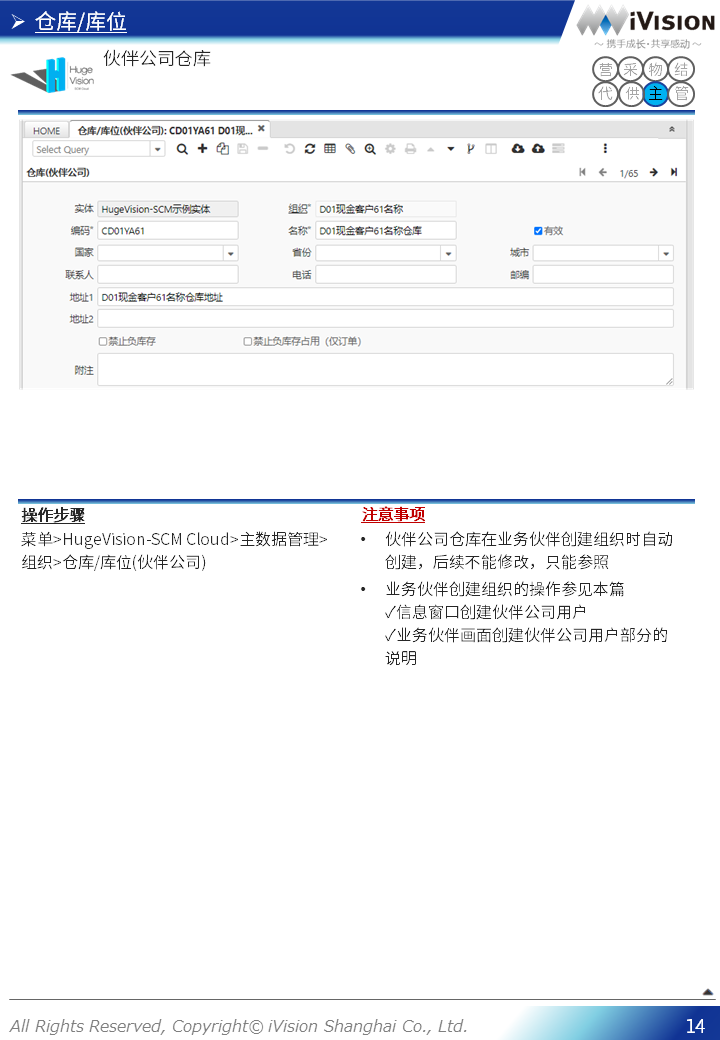 ➢ 仓库/库位
iVision
～ 携手成长·共享感动 ～
Huge
Vision
伙伴公司仓库
营 采 物 结
代 供 主 管
HOME 仓库/库位(伙伴公司): CD01YA61 D01现...
Select Query
仓库(伙伴公司) 1/65
实体 HugeVision-SCM示例实体 组织* D01现金客户61名称
编码* CD01YA61 名称* D01现金客户61名称仓库 有效
国家 省份 城市
联系人 电话 邮编
地址1 D01现金客户61名称仓库地址
地址2
禁止负库存 禁止负库存占用（仅订单）
附注
操作步骤
菜单>HugeVision-SCM Cloud>主数据管理>
组织>仓库/库位(伙伴公司)
注意事项
• 伙伴公司仓库在业务伙伴创建组织时自动
创建，后续不能修改，只能参照
• 业务伙伴创建组织的操作参见本篇
✓信息窗口创建伙伴公司用户
✓业务伙伴画面创建伙伴公司用户部分的
说明
All Rights Reserved, Copyright© iVision Shanghai Co., Ltd.
14